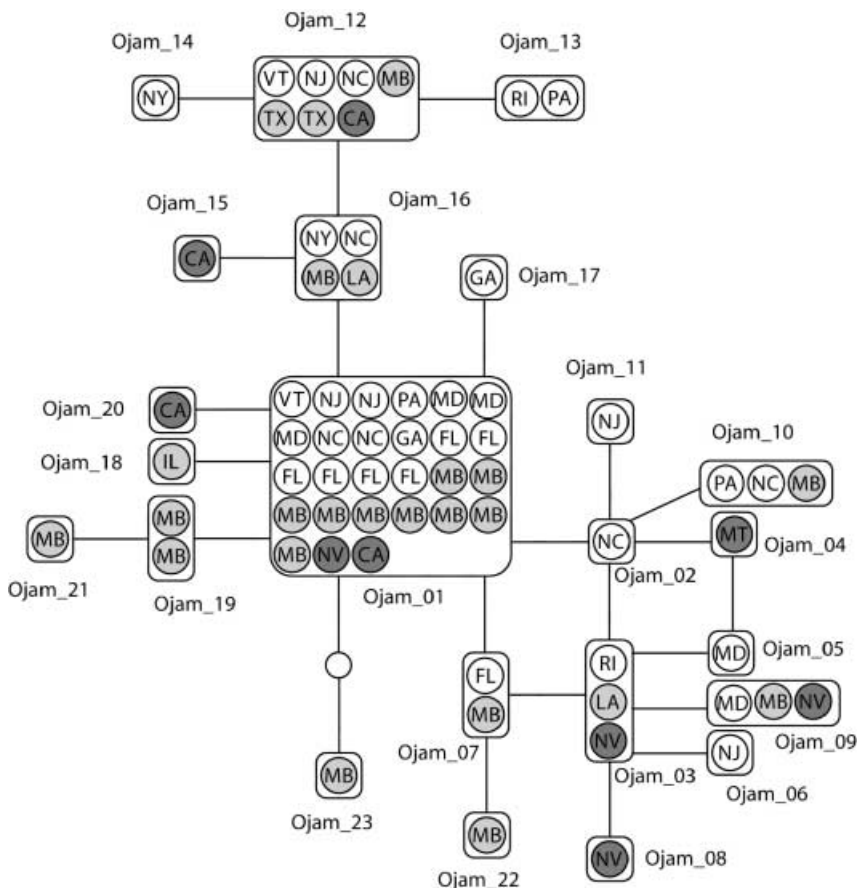 Ojam_12
Ojam_14
Ojam_13
VT NJ NC MB
NY
RI PA
TX TX CA
Ojam_15
Ojam_16
NY NC
CA
MB LA
GA
Ojam_17
Ojam_11
Ojam_20
CA
VT NJ NJ PA MD MD
NJ
MD NC NC GA FL FL
Ojam_10
Ojam_18
IL
FL FL FL FL MB MB
PA NC MB
MB
MB MB MB MB MB MB
MB
MB
NC
MT
Ojam_04
MB NV CA
Ojam_21
Ojam_19
Ojam_01
Ojam_02
RI
MD
Ojam_05
FL
LA
MD MB NV
MB
NV
Ojam_09
Ojam_07
NJ
Ojam_03
Ojam_06
MB
Ojam_23
MB
NV
Ojam_08
Ojam_22